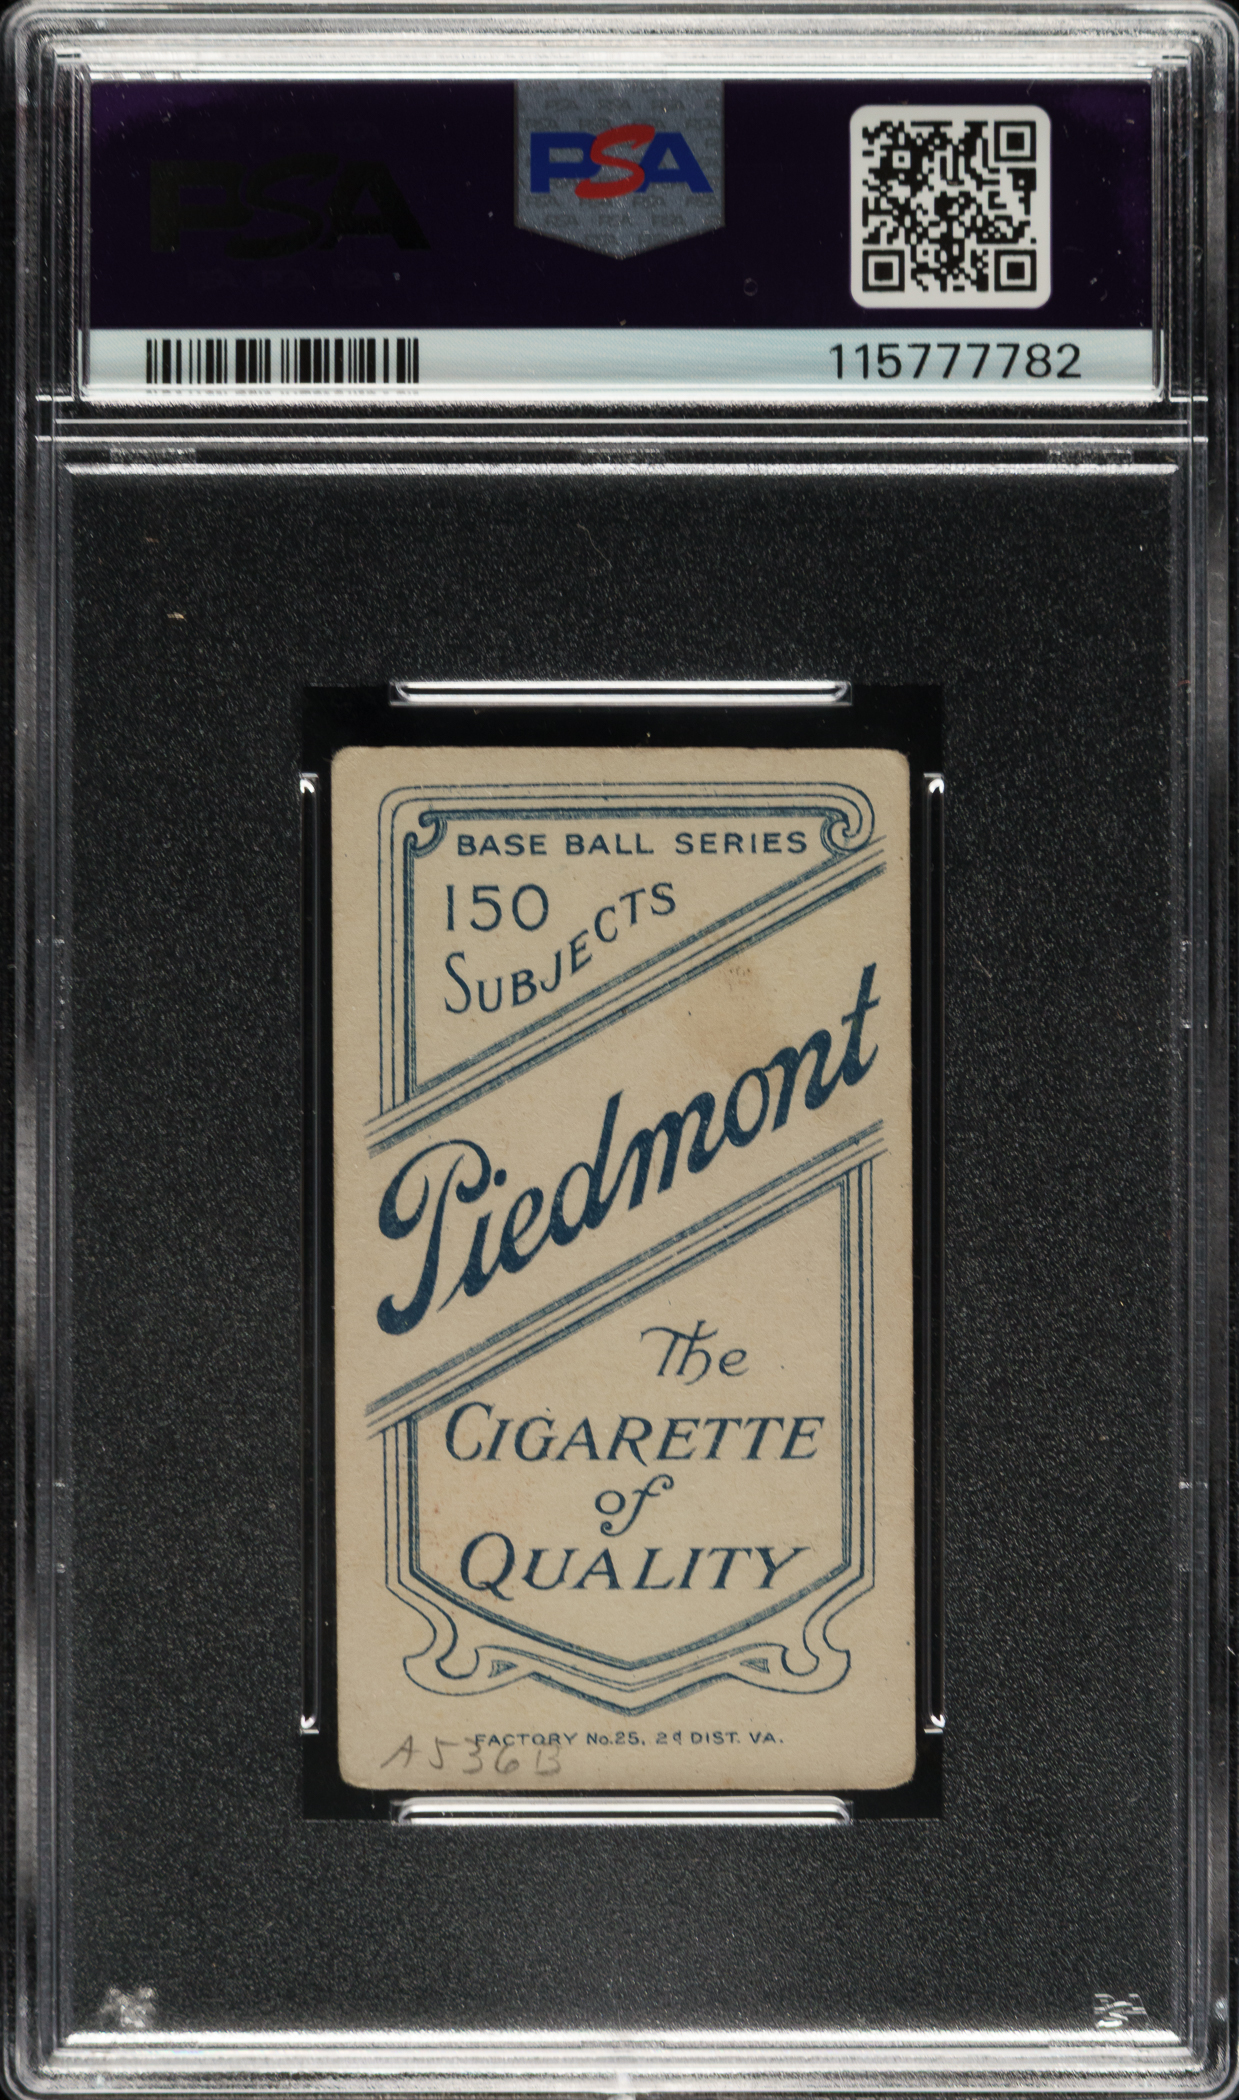 PSA
PSA
115777782
BASE BALL SERIES
150
SUBJECTS
Piedmont
The
CIGARETTE
of
QUALITY
FACTORY No.25, 2d DIST. VA.
A536B